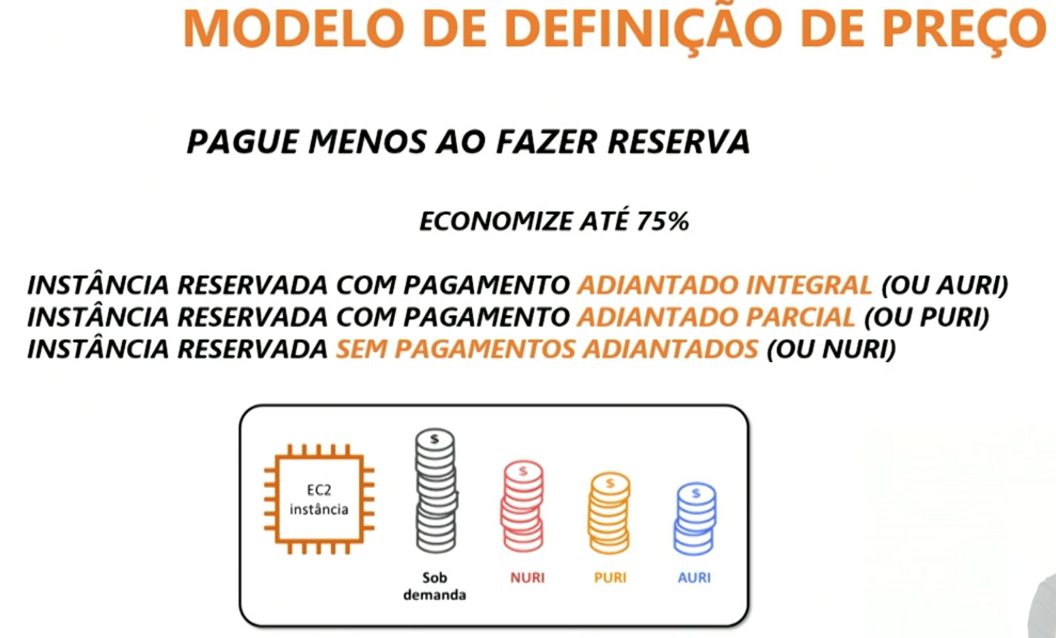 MODELO DE DEFINIÇÃO DE PREÇO
PAGUE MENOS AO FAZER RESERVA
ECONOMIZE ATÉ 75%
INSTÂNCIA RESERVADA COM PAGAMENTO ADIANTADO INTEGRAL (OU AURI)
INSTÂNCIA RESERVADA COM PAGAMENTO ADIANTADO PARCIAL (OU PURI)
INSTÂNCIA RESERVADA SEM PAGAMENTOS ADIANTADOS (OU NURI)
EC2
instância
$
$
$
$
Sob
demanda
NURI
PURI
AURI